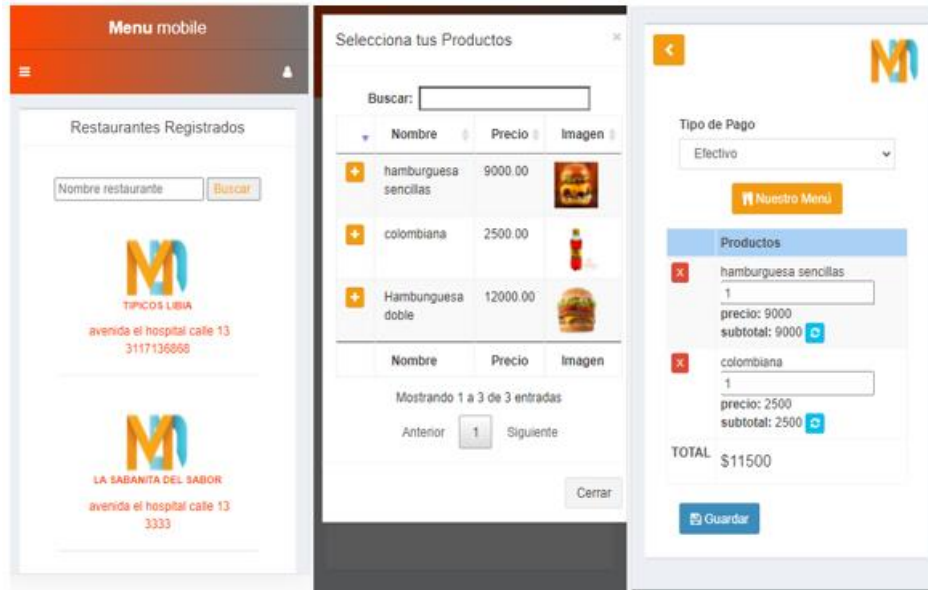 Menu mobile
Restaurantes Registrados
Nombre restaurante Buscar
TIPICOS LIBIA
avenida el hospital calle 13
3117136868
LA SABANITA DEL SABOR
avenida el hospital calle 13
3333
Selecciona tus Productos ×
Buscar:
Nombre Precio Imagen
+ hamburguesa 9000.00
sencillas
+ colombiana 2500.00
+ Hambunguesa 12000.00
doble
Nombre Precio Imagen
Mostrando 1 a 3 de 3 entradas
Anterior 1 Siguiente
Cerrar
Tipo de Pago
Efectivo
Nuestro Menú
Productos
X hamburguesa sencillas
1
precio: 9000
subtotal: 9000
X colombiana
1
precio: 2500
subtotal: 2500
TOTAL $11500
Guardar